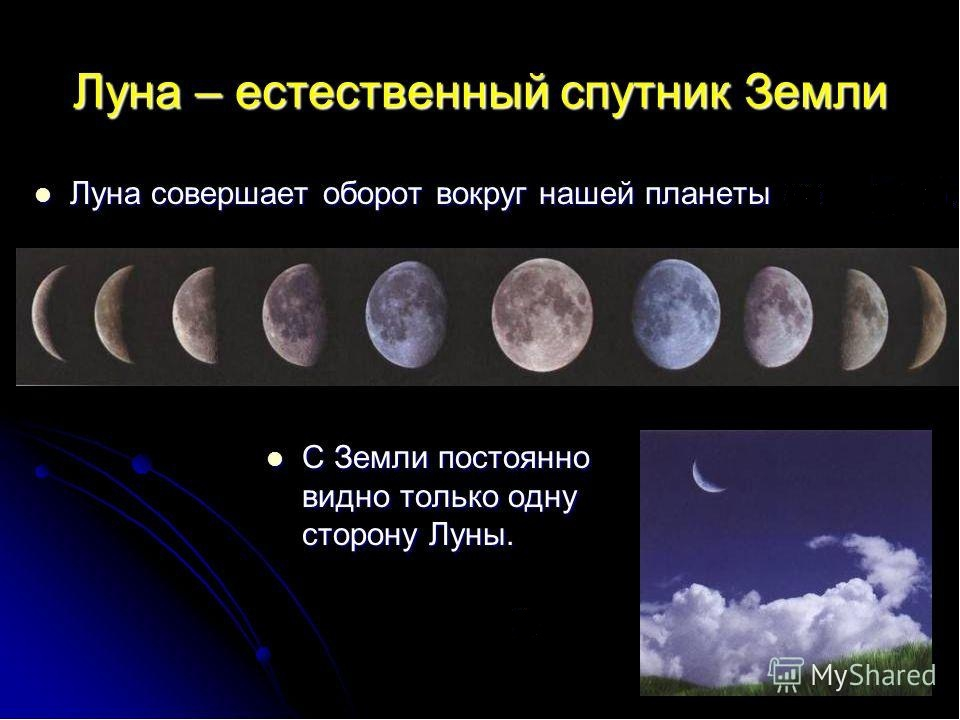 Луна – естественный спутник Земли
Луна совершает оборот вокруг нашей планеты
С Земли постоянно
видно только одну
сторону Луны.
MyShared